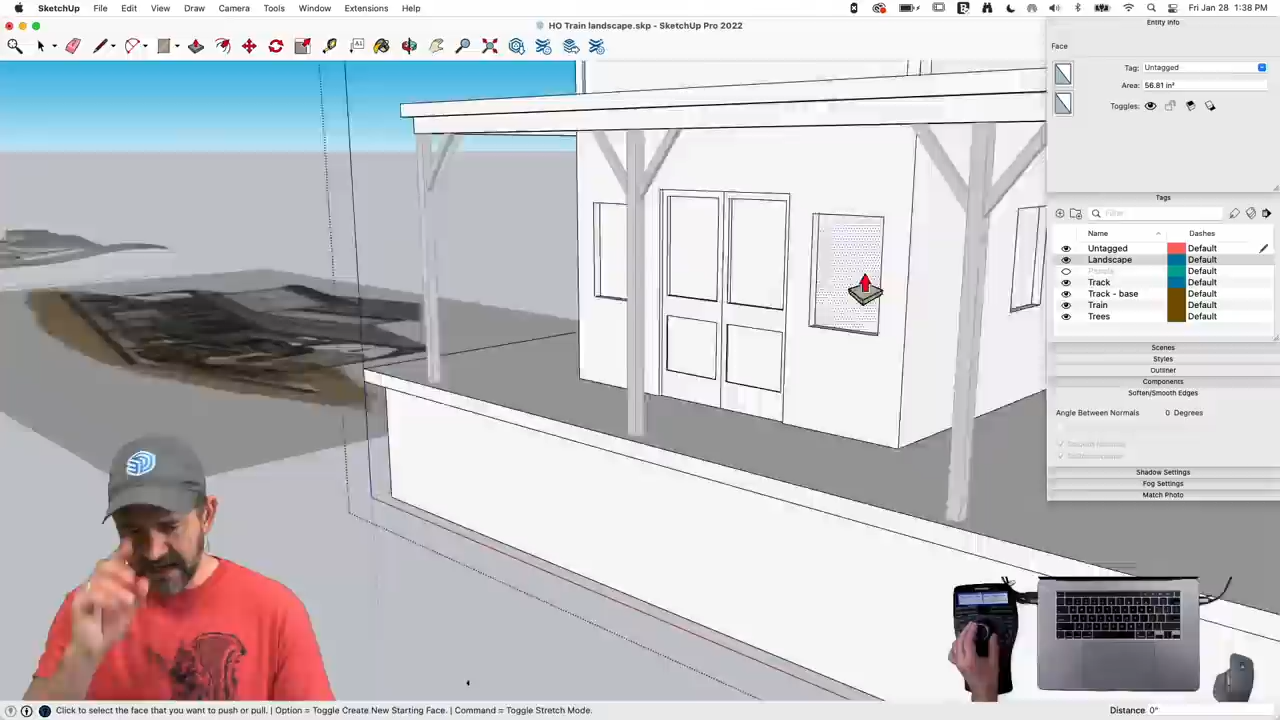 SketchUp File Edit View Draw Camera Tools Window Extensions Help
Fri Jan 28 1:38 PM
HO Train landscape.skp - SketchUp Pro 2022
Entity Info
Face
Tag: Untagged
Area: 56.81 in²
Toggles:
Tags
Filter
Name Dashes
Untagged Default
Landscape Default
Default
Track Default
Track - base Default
Train Default
Trees Default
Scenes
Styles
Outliner
Components
Soften/Smooth Edges
Angle Between Normals 0 Degrees
Shadow Settings
Fog Settings
Match Photo
Click to select the face that you want to push or pull. | Option = Toggle Create New Starting Face. | Command = Toggle Stretch Mode.
Distance 0"